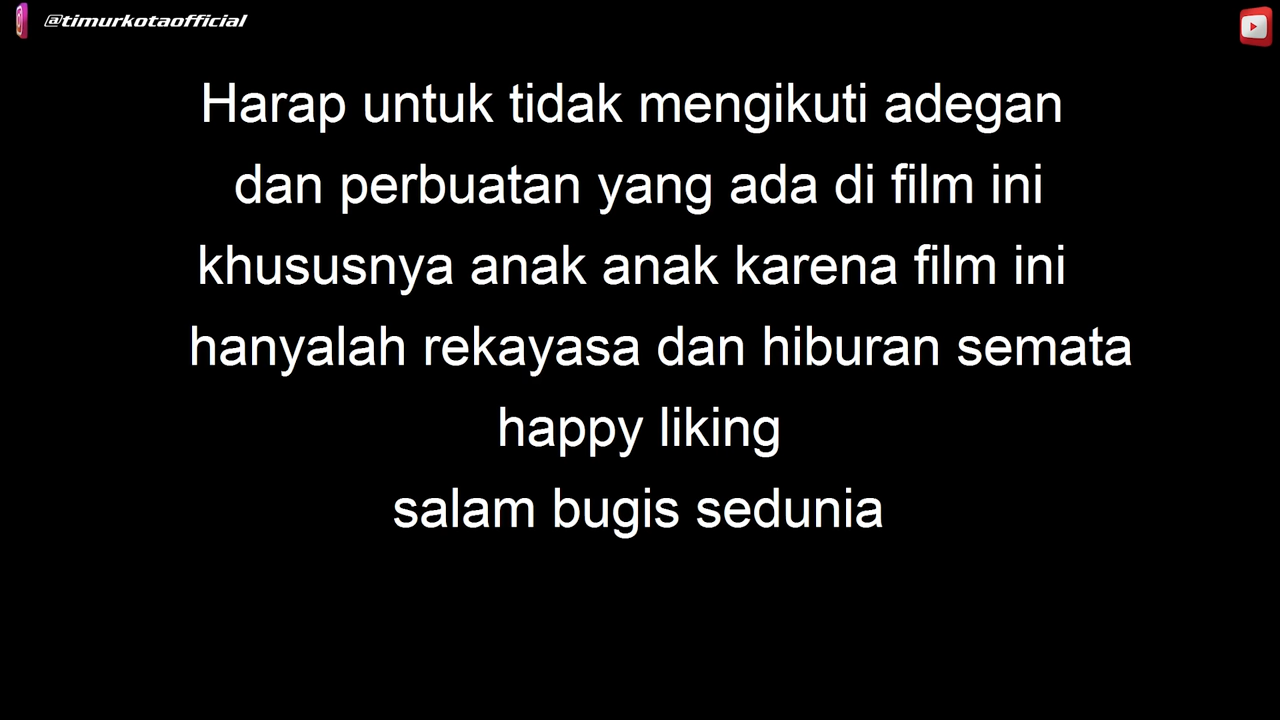 @timurkotaofficial
Harap untuk tidak mengikuti adegan
dan perbuatan yang ada di film ini
khususnya anak anak karena film ini
hanyalah rekayasa dan hiburan semata
happy liking
salam bugis sedunia